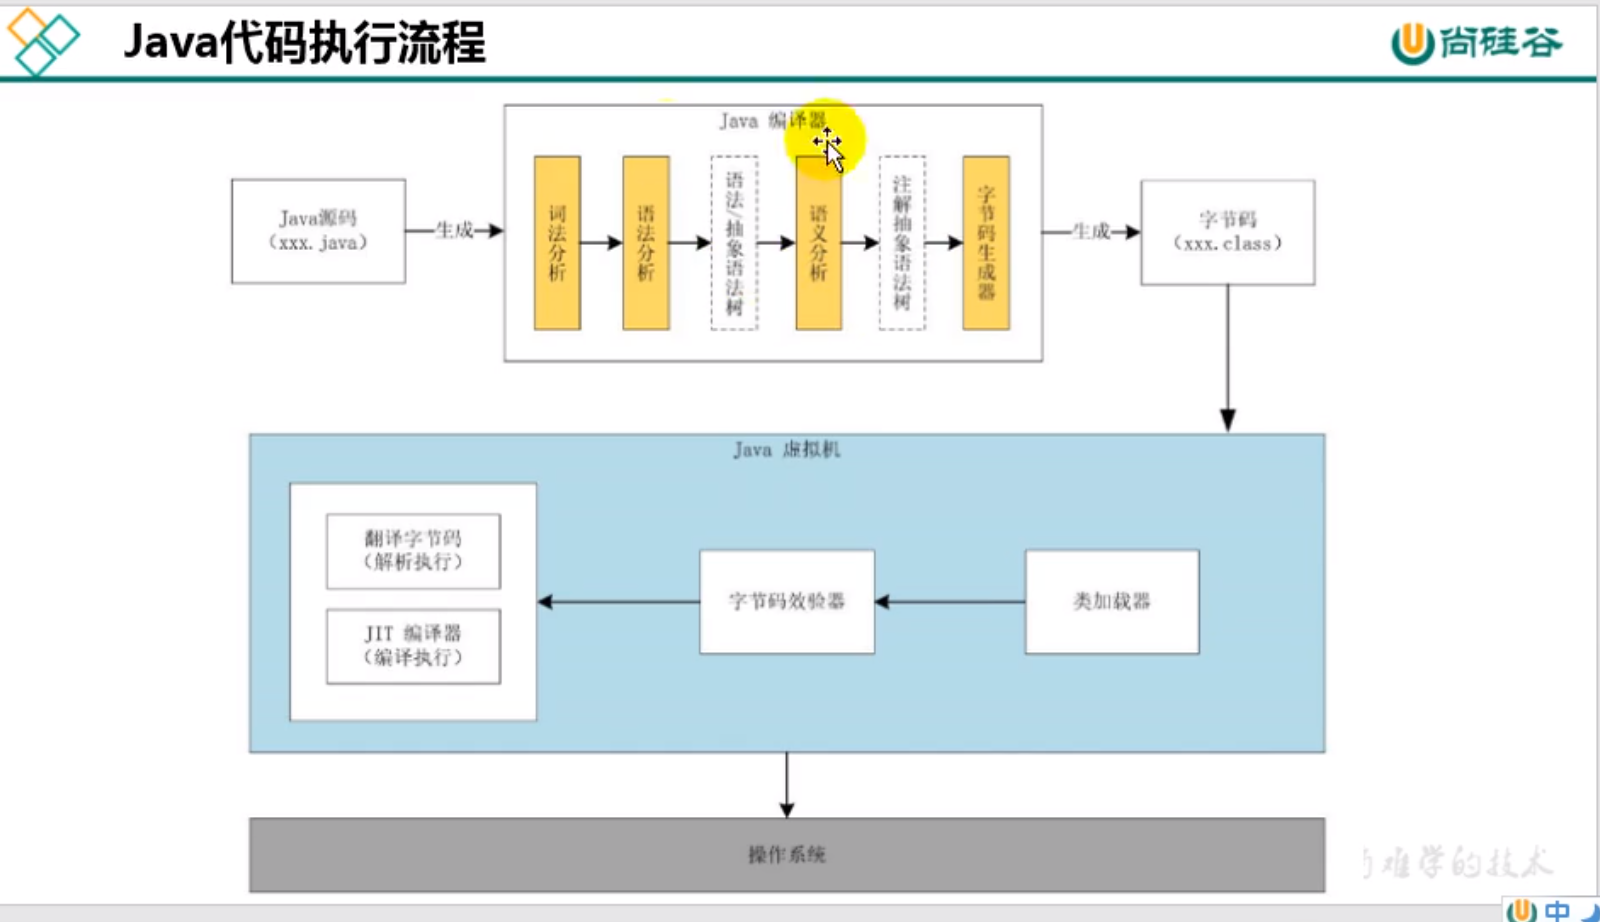 Java代码执行流程
尚硅谷
Java 编译器
Java源码
（xxx.java）
生成
词法分析
语法分析
语法/抽象语法树
语义分析
注解抽象语法树
字节码生成器
生成
字节码
（xxx.class）
Java 虚拟机
翻译字节码
（解析执行）
JIT 编译器
（编译执行）
字节码效验器
类加载器
操作系统
难学的技术
中